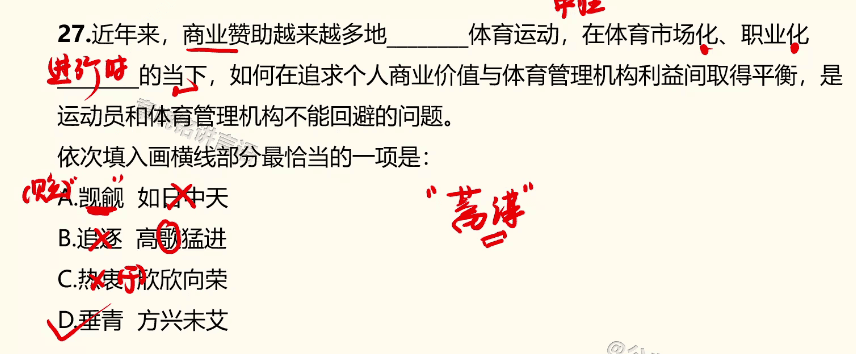 中性
27.近年来，商业赞助越来越多地________体育运动，在体育市场化、职业化
进行时
________的当下，如何在追求个人商业价值与体育管理机构利益间取得平衡，是
运动员和体育管理机构不能回避的问题。
依次填入画横线部分最恰当的一项是：
A.觊觎 如日中天
B.追逐 高歌猛进
C.热衷 欣欣向荣
D.垂青 方兴未艾
(贬)
"蓄谋"
于